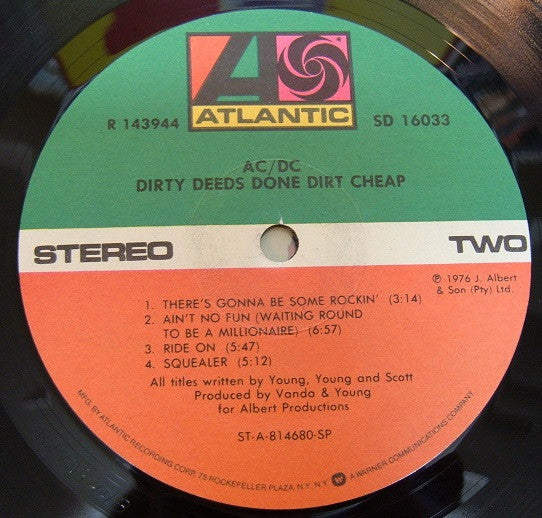 ATLANTIC
R 143944
SD 16033
AC/DC
DIRTY DEEDS DONE DIRT CHEAP
STEREO
TWO
℗ 1976 J. Albert
& Son (Pty) Ltd.
1. THERE'S GONNA BE SOME ROCKIN' (3:14)
2. AIN'T NO FUN (WAITING ROUND
TO BE A MILLIONAIRE) (6:57)
3. RIDE ON (5:47)
4. SQUEALER (5:12)
All titles written by Young, Young and Scott
Produced by Vanda & Young
for Albert Productions
ST-A-814680-SP
MFG. BY ATLANTIC RECORDING CORP. 75 ROCKEFELLER PLAZA, N.Y. N.Y. A WARNER COMMUNICATIONS COMPANY